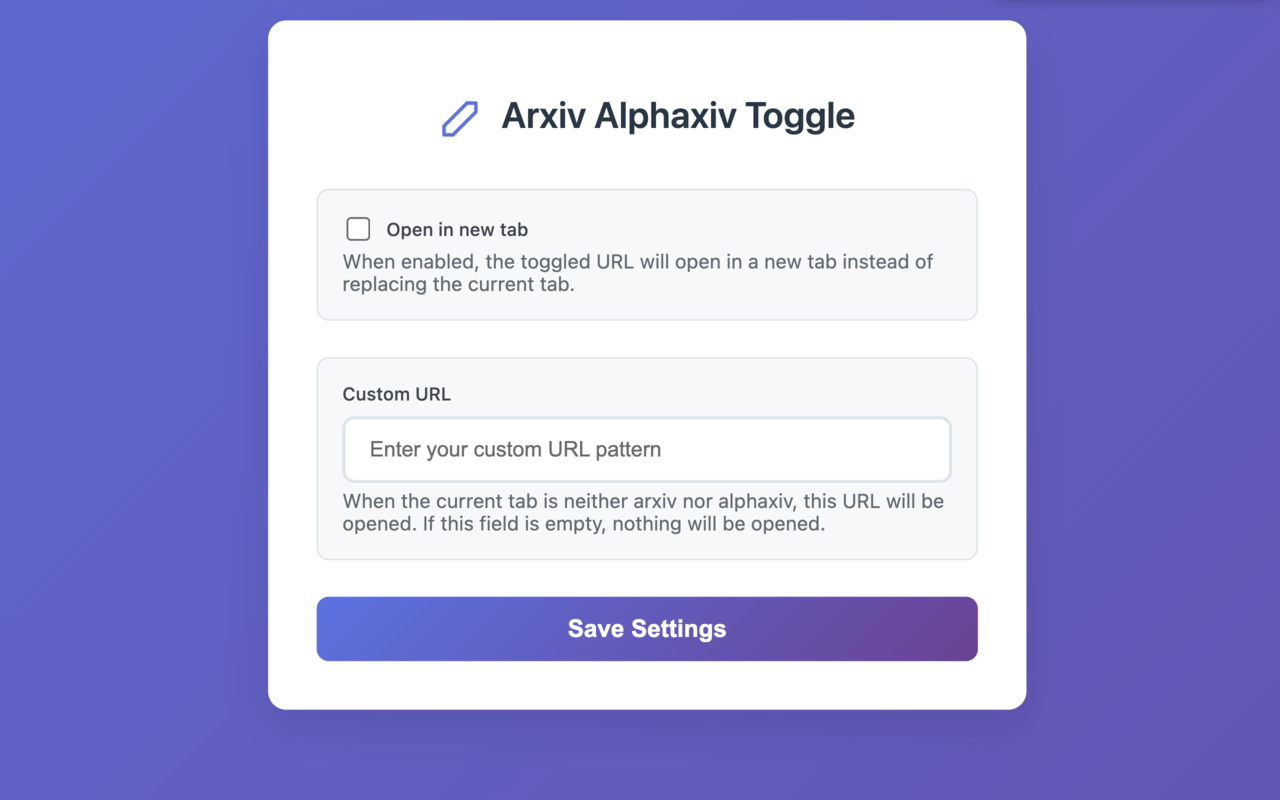 Arxiv Alphaxiv Toggle
Open in new tab
When enabled, the toggled URL will open in a new tab instead of
replacing the current tab.
Custom URL
Enter your custom URL pattern
When the current tab is neither arxiv nor alphaxiv, this URL will be
opened. If this field is empty, nothing will be opened.
Save Settings